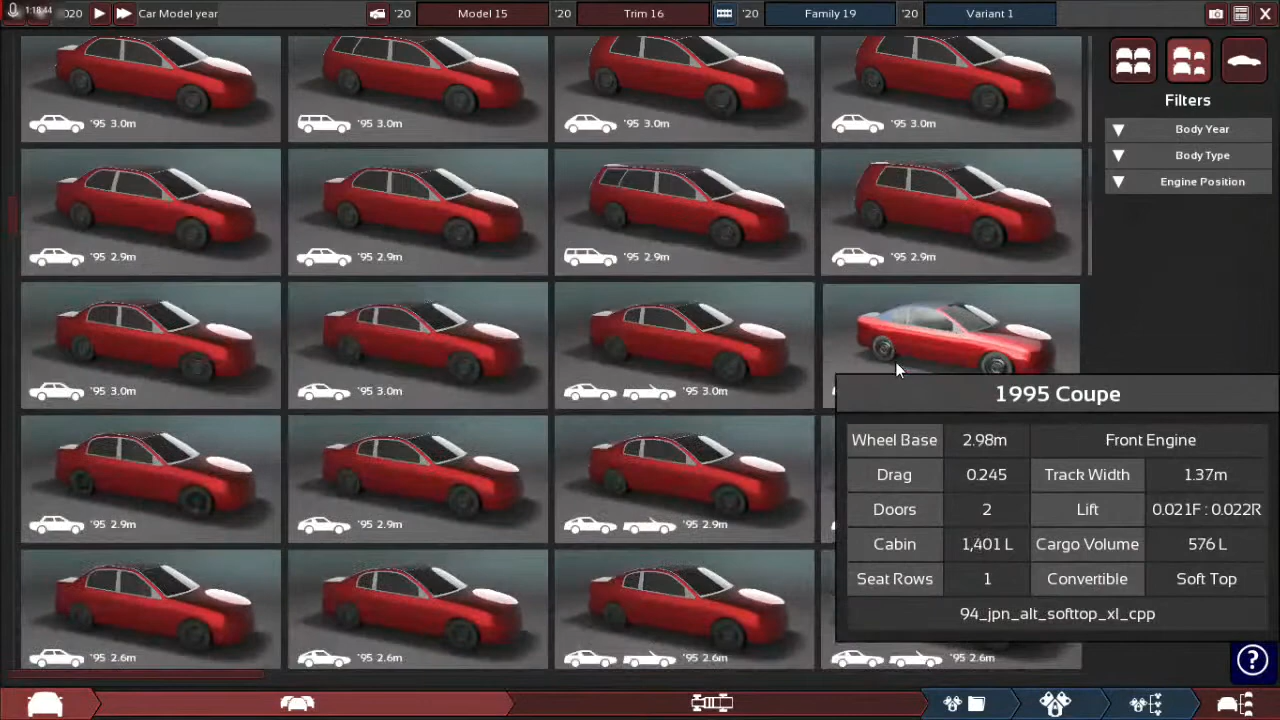 1:18:44
020
Car Model year
'20
Model 15
'20
Trim 16
'20
Family 19
'20
Variant 1
'95 3.0m
'95 3.0m
'95 3.0m
'95 3.0m
Filters
Body Year
Body Type
Engine Position
'95 2.9m
'95 2.9m
'95 2.9m
'95 2.9m
'95 3.0m
'95 3.0m
'95 3.0m
1995 Coupe
Wheel Base 2.98m Front Engine
Drag 0.245 Track Width 1.37m
Doors 2 Lift 0.021F : 0.022R
Cabin 1,401 L Cargo Volume 576 L
Seat Rows 1 Convertible Soft Top
94_jpn_alt_softtop_xl_cpp
'95 2.9m
'95 2.9m
'95 2.9m
'95 2.6m
'95 2.6m
'95 2.6m
'95 2.6m
?